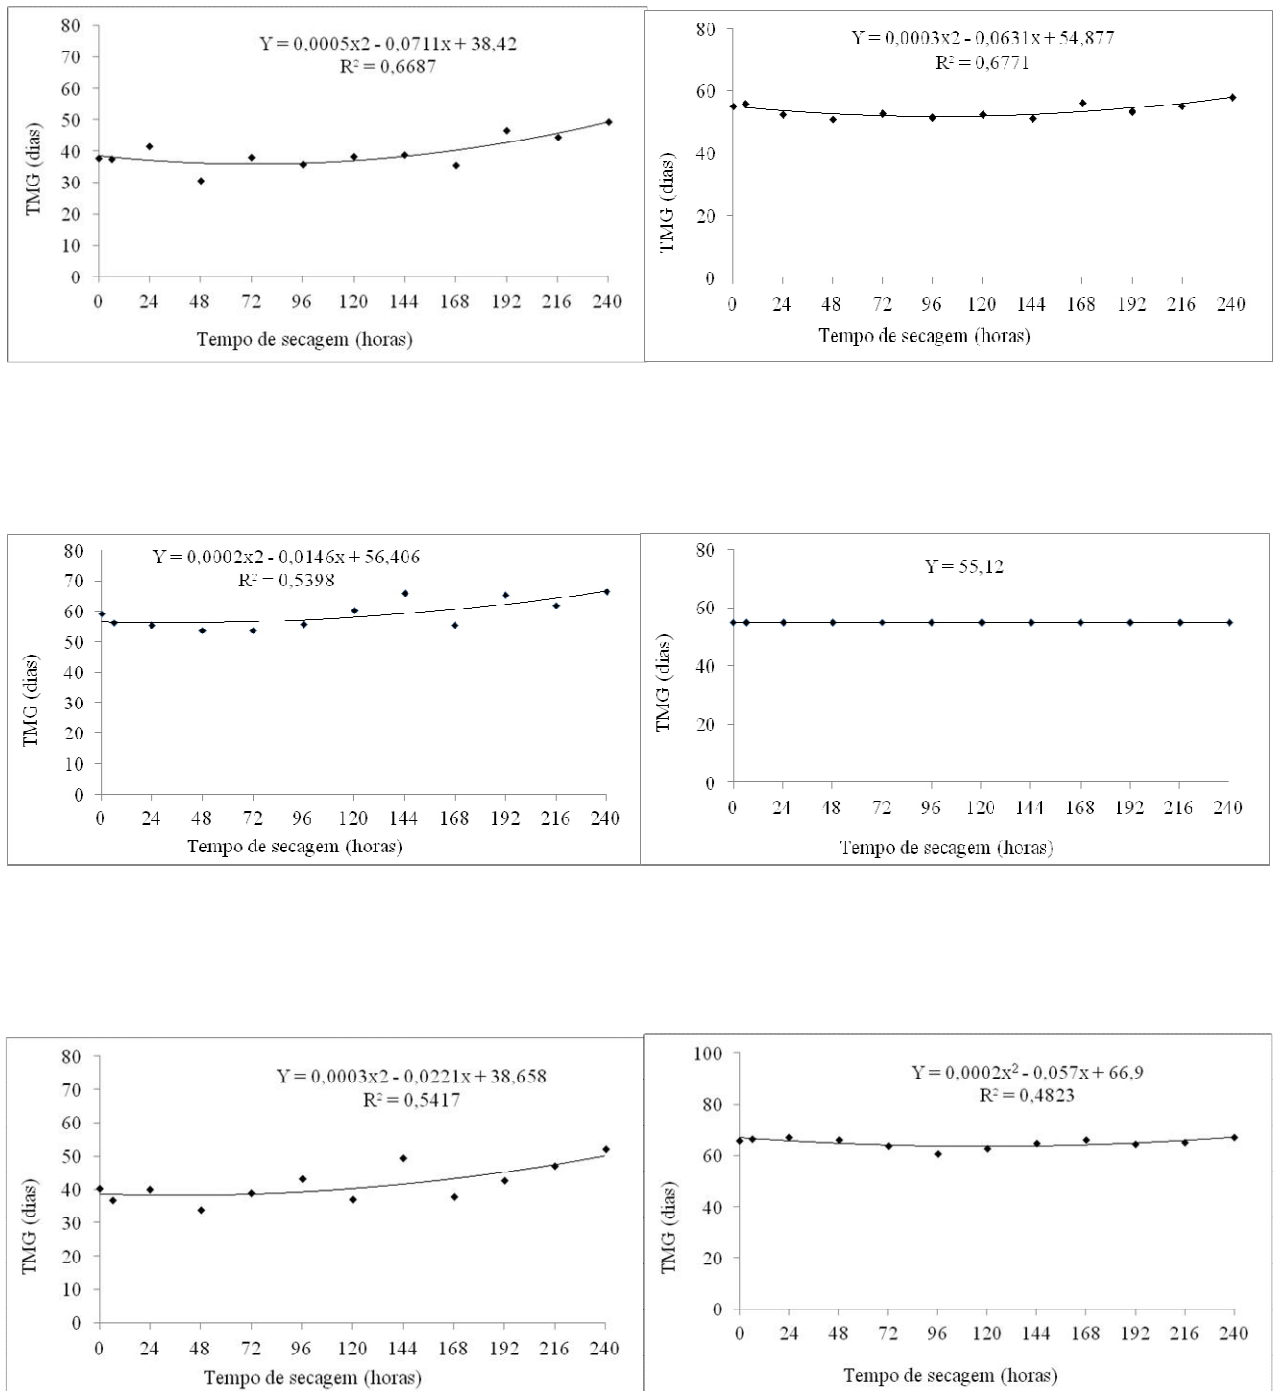 80
Y = 0,0005x2 - 0,0711x + 38,42
70
R² = 0,6687
60
50
40
30
20
10
0
TMG (dias)
0 24 48 72 96 120 144 168 192 216 240
Tempo de secagem (horas)
80
Y = 0,0003x2 - 0,0631x + 54,877
R² = 0,6771
60
40
20
0
TMG (dias)
0 24 48 72 96 120 144 168 192 216 240
Tempo de secagem (horas)
80
Y = 0,0002x2 - 0,0146x + 56,406
70
R² = 0,5398
60
50
40
30
20
10
0
TMG (dias)
0 24 48 72 96 120 144 168 192 216 240
Tempo de secagem (horas)
80
Y = 55,12
60
40
20
0
TMG (dias)
0 24 48 72 96 120 144 168 192 216 240
Tempo de secagem (horas)
80
Y = 0,0003x2 - 0,0221x + 38,658
70
R² = 0,5417
60
50
40
30
20
10
0
TMG (dias)
0 24 48 72 96 120 144 168 192 216 240
Tempo de secagem (horas)
100
Y = 0,0002x² - 0,057x + 66,9
R² = 0,4823
80
60
40
20
0
TMG (dias)
0 24 48 72 96 120 144 168 192 216 240
Tempo de secagem (horas)